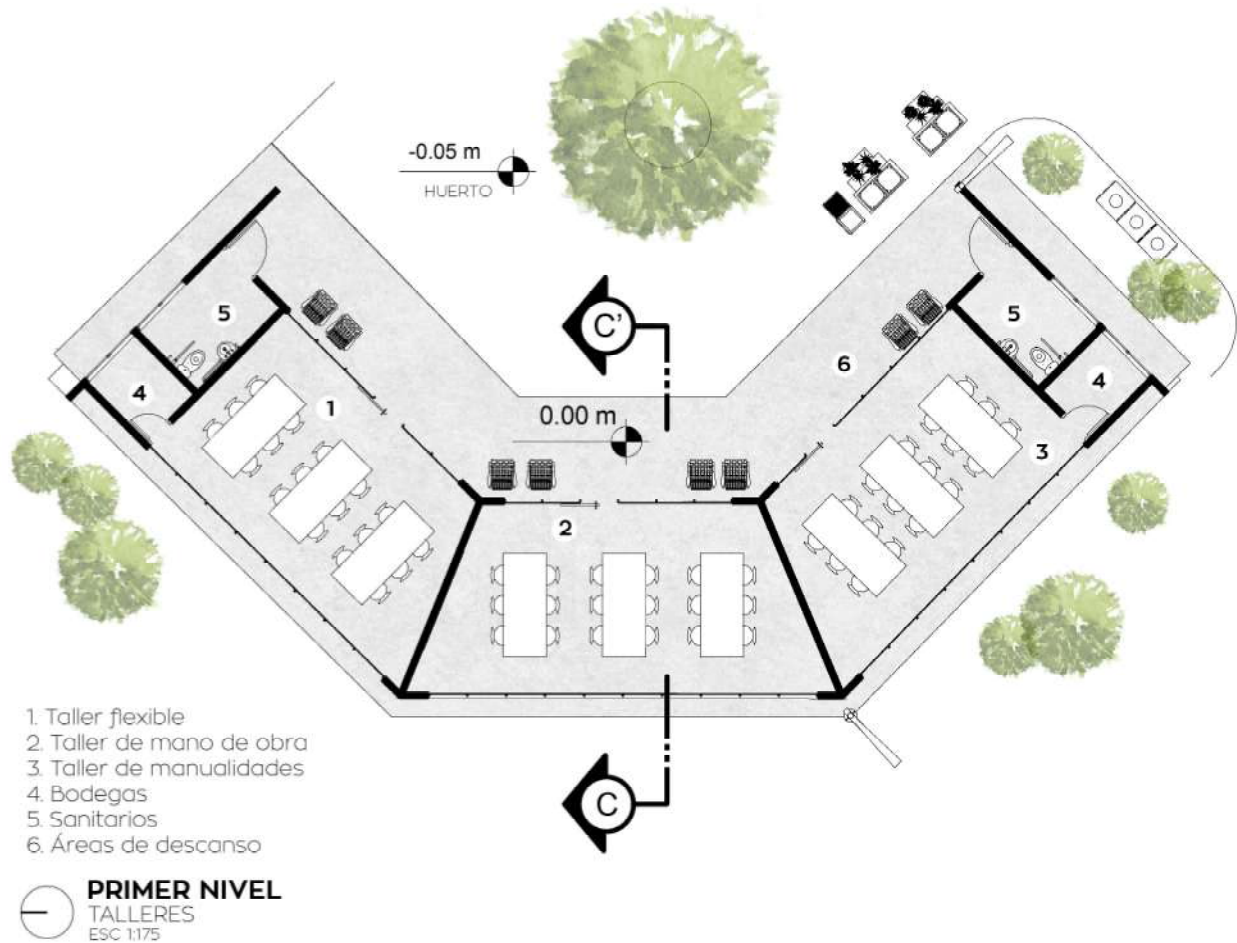 -0.05 m
HUERTO
5
5
C'
6
4
4
1
0.00 m
3
2
C
1. Taller flexible
2. Taller de mano de obra
3. Taller de manualidades
4. Bodegas
5. Sanitarios
6. Áreas de descanso
PRIMER NIVEL
TALLERES
ESC 1:175